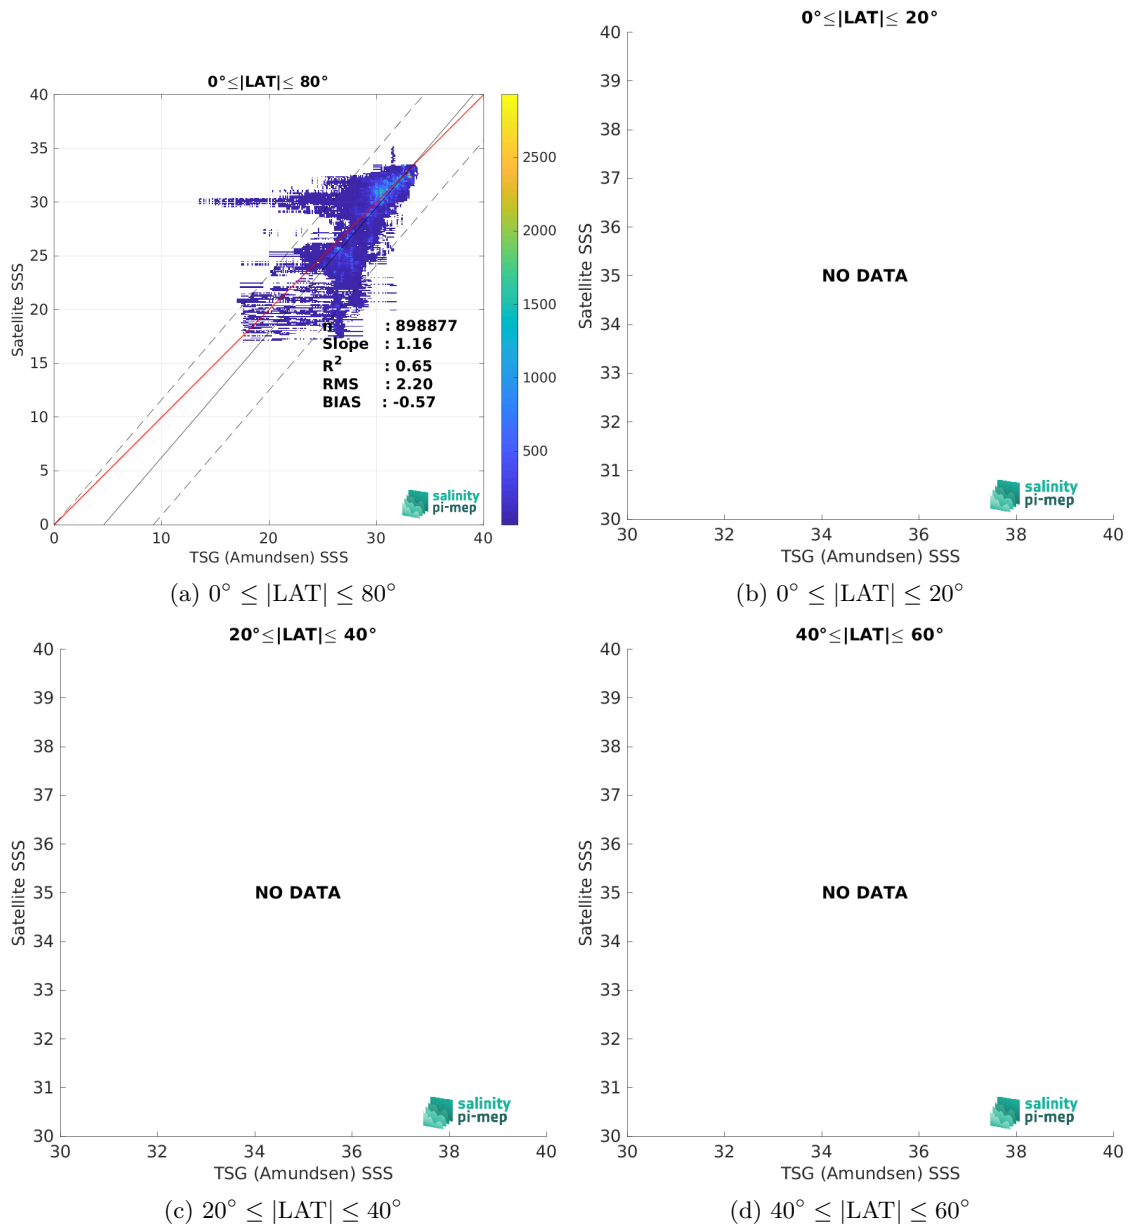 0°≤|LAT|≤ 80°
40
35
30
25
20
15
10
5
0
Satellite SSS
0
10
20
30
40
TSG (Amundsen) SSS
2500
2000
1500
1000
500
n : 898877
Slope : 1.16
R² : 0.65
RMS : 2.20
BIAS : -0.57
salinity
pi-mep
(a) 0° ≤ |LAT| ≤ 80°
0°≤|LAT|≤ 20°
40
39
38
37
36
35
34
33
32
31
30
Satellite SSS
NO DATA
salinity
pi-mep
30
32
34
36
38
40
TSG (Amundsen) SSS
(b) 0° ≤ |LAT| ≤ 20°
20°≤|LAT|≤ 40°
40
39
38
37
36
35
34
33
32
31
30
Satellite SSS
NO DATA
salinity
pi-mep
30
32
34
36
38
40
TSG (Amundsen) SSS
(c) 20° ≤ |LAT| ≤ 40°
40°≤|LAT|≤ 60°
40
39
38
37
36
35
34
33
32
31
30
Satellite SSS
NO DATA
salinity
pi-mep
30
32
34
36
38
40
TSG (Amundsen) SSS
(d) 40° ≤ |LAT| ≤ 60°